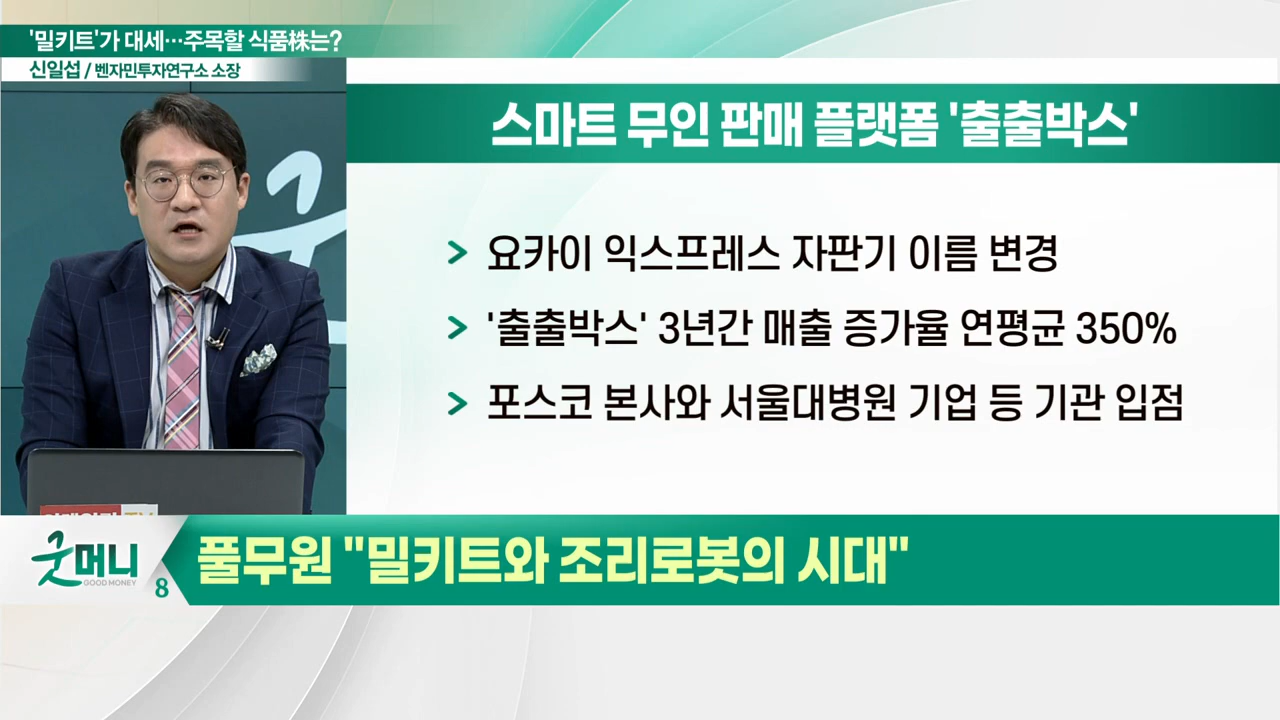 '밀키트'가 대세…주목할 식품株는?
신일섭 / 벤자민투자연구소 소장
스마트 무인 판매 플랫폼 '출출박스'
> 요카이 익스프레스 자판기 이름 변경
> '출출박스' 3년간 매출 증가율 연평균 350%
> 포스코 본사와 서울대병원 기업 등 기관 입점
굿머니
GOOD MONEY
8
풀무원 "밀키트와 조리로봇의 시대"